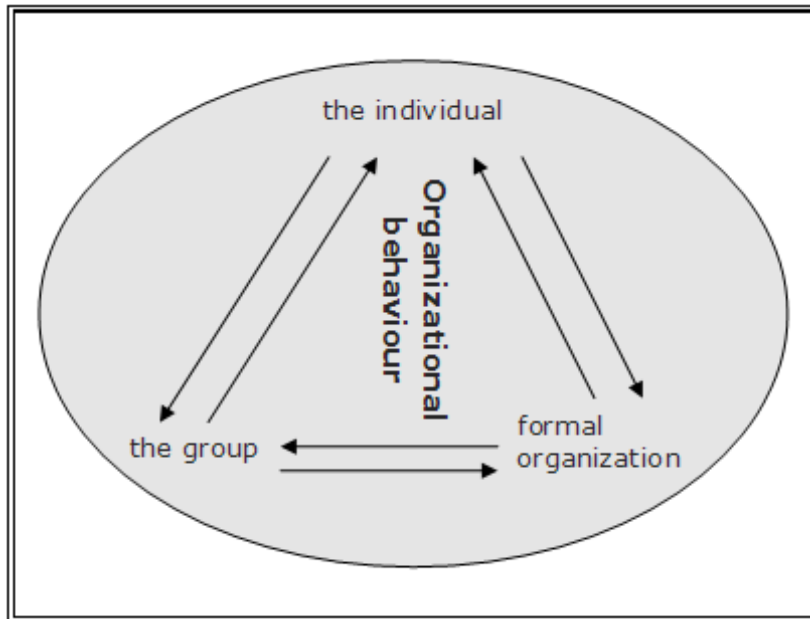 the individual
Organizational
behaviour
the group
formal
organization